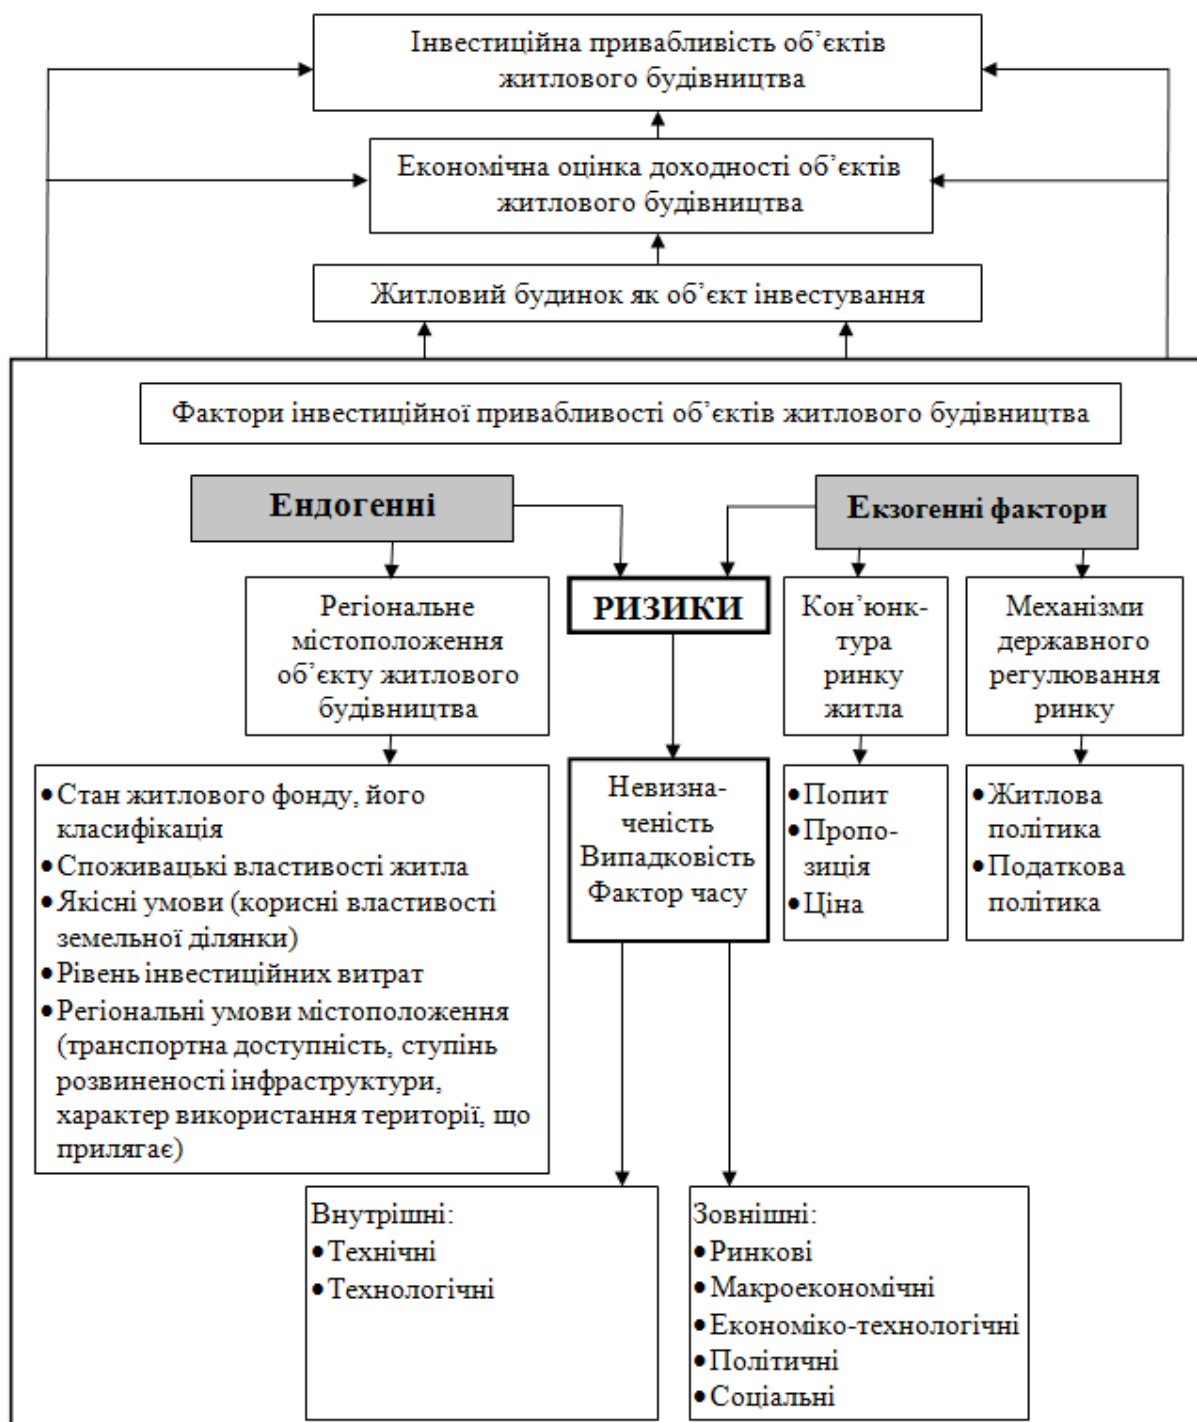 Інвестиційна привабливість об’єктів
житлового будівництва
Економічна оцінка доходності об’єктів
житлового будівництва
Житловий будинок як об’єкт інвестування
Фактори інвестиційної привабливості об’єктів житлового будівництва
Ендогенні
Екзогенні фактори
Регіональне
містоположення
об’єкту житлового
будівництва
РИЗИКИ
Кон’юнк-
тура
ринку
житла
Механізми
державного
регулювання
ринку
•Стан житлового фонду, його
класифікація
•Споживацькі властивості житла
•Якісні умови (корисні властивості
земельної ділянки)
•Рівень інвестиційних витрат
•Регіональні умови містоположення
(транспортна доступність, ступінь
розвиненості інфраструктури,
характер використання території, що
прилягає)
Невизна-
ченість
Випадковість
Фактор часу
•Попит
•Пропо-
зиція
•Ціна
•Житлова
політика
•Податкова
політика
Внутрішні:
•Технічні
•Технологічні
Зовнішні:
•Ринкові
•Макроекономічні
•Економіко-технологічні
•Політичні
•Соціальні